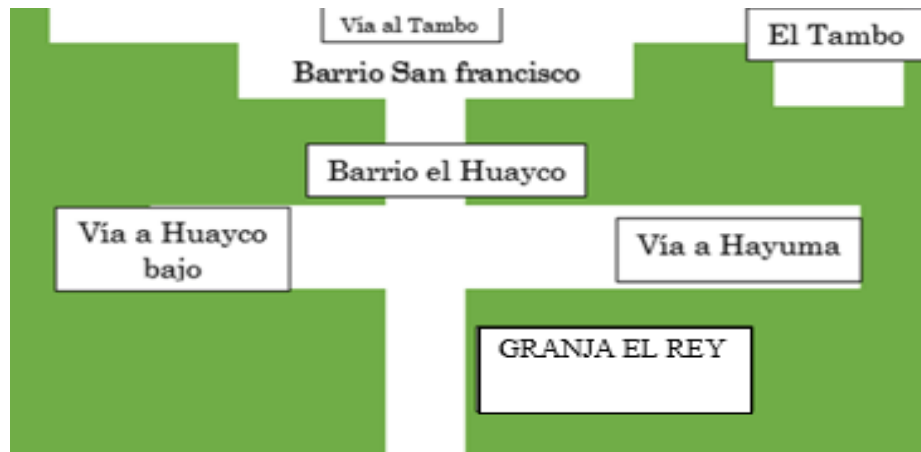 Vía al Tambo
El Tambo
Barrio San francisco
Barrio el Huayco
Vía a Huayco
bajo
Vía a Hayuma
GRANJA EL REY